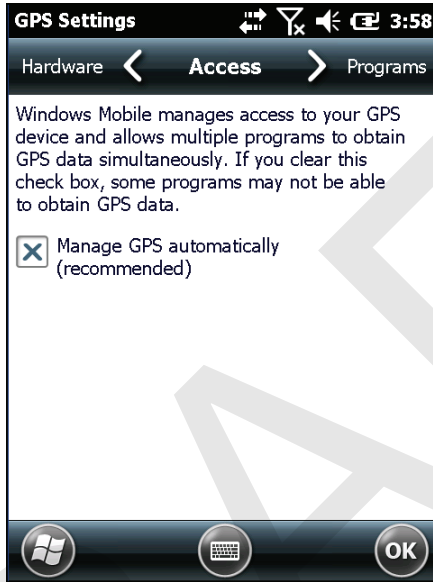 GPS Settings 3:58
Hardware Access Programs
Windows Mobile manages access to your GPS
device and allows multiple programs to obtain
GPS data simultaneously. If you clear this
check box, some programs may not be able
to obtain GPS data.
Manage GPS automatically
(recommended)
OK